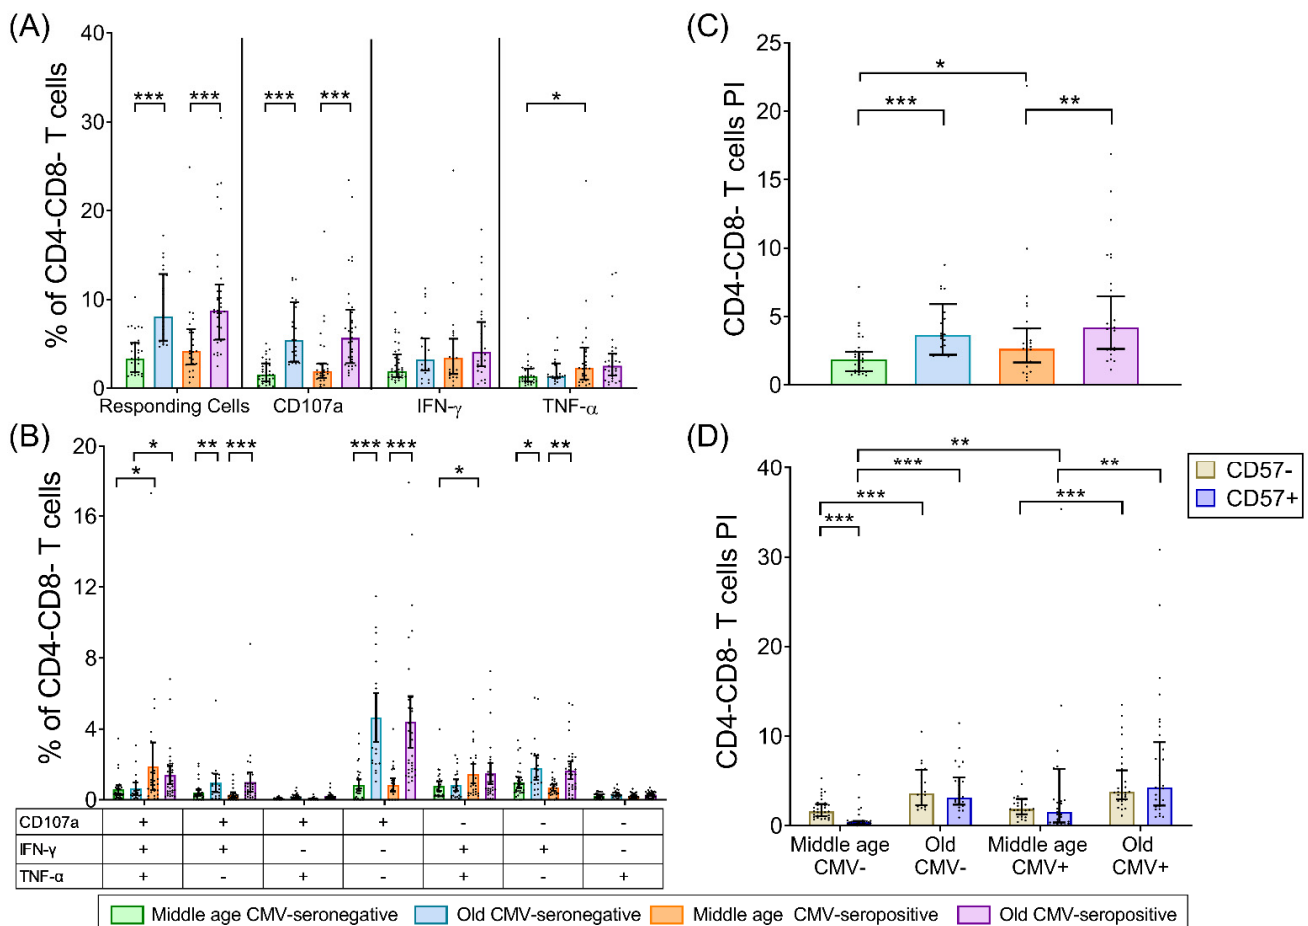 (A)
% of CD4-CD8- T cells
40
30
20
10
0
*** *** *** *** *
Responding Cells CD107a IFN-γ TNF-α
(B)
% of CD4-CD8- T cells
20
16
12
8
4
0
* * ** *** *** *** * * **
CD107a + + + + - - -
IFN-γ + + - - + + -
TNF-α + - + - + - +
(C)
CD4-CD8- T cells PI
25
20
15
10
5
0
*
*** **
(D)
CD4-CD8- T cells PI
40
30
20
10
0
**
*** **
*** ***
***
Middle age CMV- Old CMV- Middle age CMV+ Old CMV+
CD57-
CD57+
Middle age CMV-seronegative Old CMV-seronegative Middle age CMV-seropositive Old CMV-seropositive